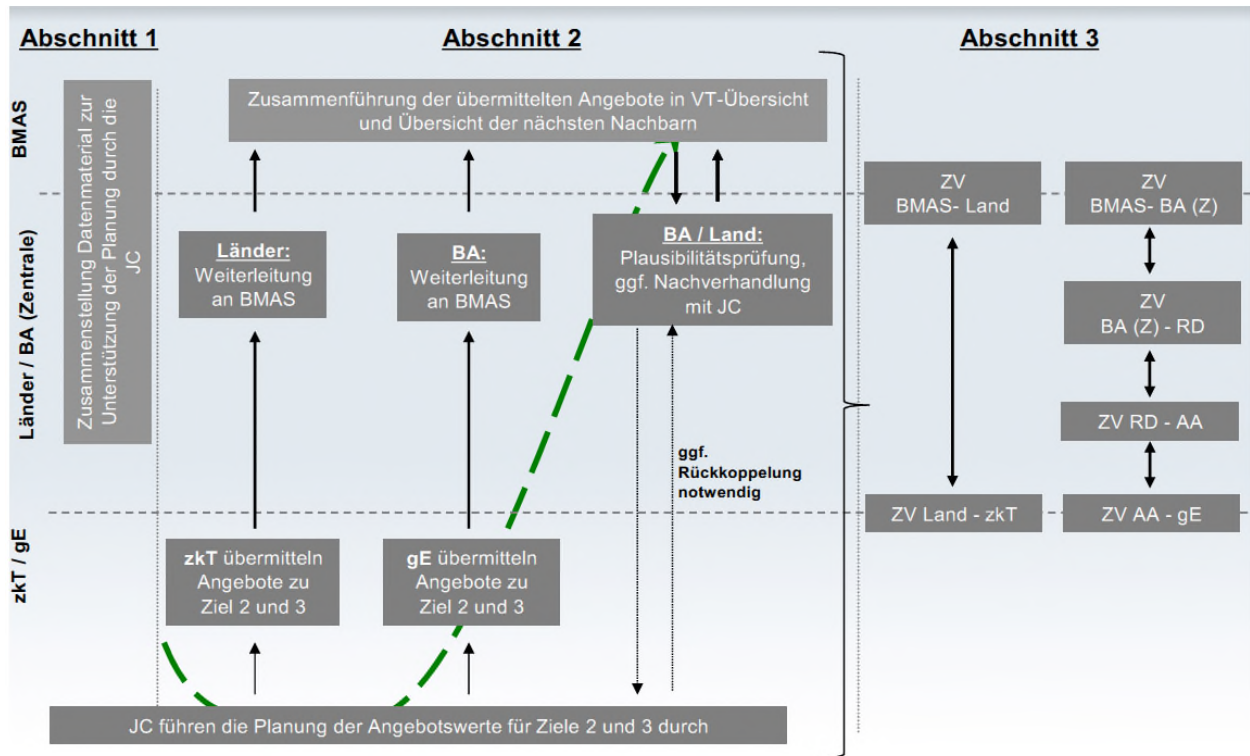 Abschnitt 1
Abschnitt 2
Abschnitt 3
BMAS
Länder / BA (Zentrale)
zkT / gE
Zusammenstellung Datenmaterial zur
Unterstützung der Planung durch die
JC
Zusammenführung der übermittelten Angebote in VT-Übersicht
und Übersicht der nächsten Nachbarn
Länder:
Weiterleitung
an BMAS
BA:
Weiterleitung
an BMAS
BA / Land:
Plausibilitätsprüfung,
ggf. Nachverhandlung
mit JC
ggf.
Rückkoppelung
notwendig
zkT übermitteln
Angebote zu
Ziel 2 und 3
gE übermitteln
Angebote zu
Ziel 2 und 3
JC führen die Planung der Angebotswerte für Ziele 2 und 3 durch
ZV
BMAS- Land
ZV
BMAS- BA (Z)
ZV
BA (Z) - RD
ZV RD - AA
ZV Land - zkT
ZV AA - gE